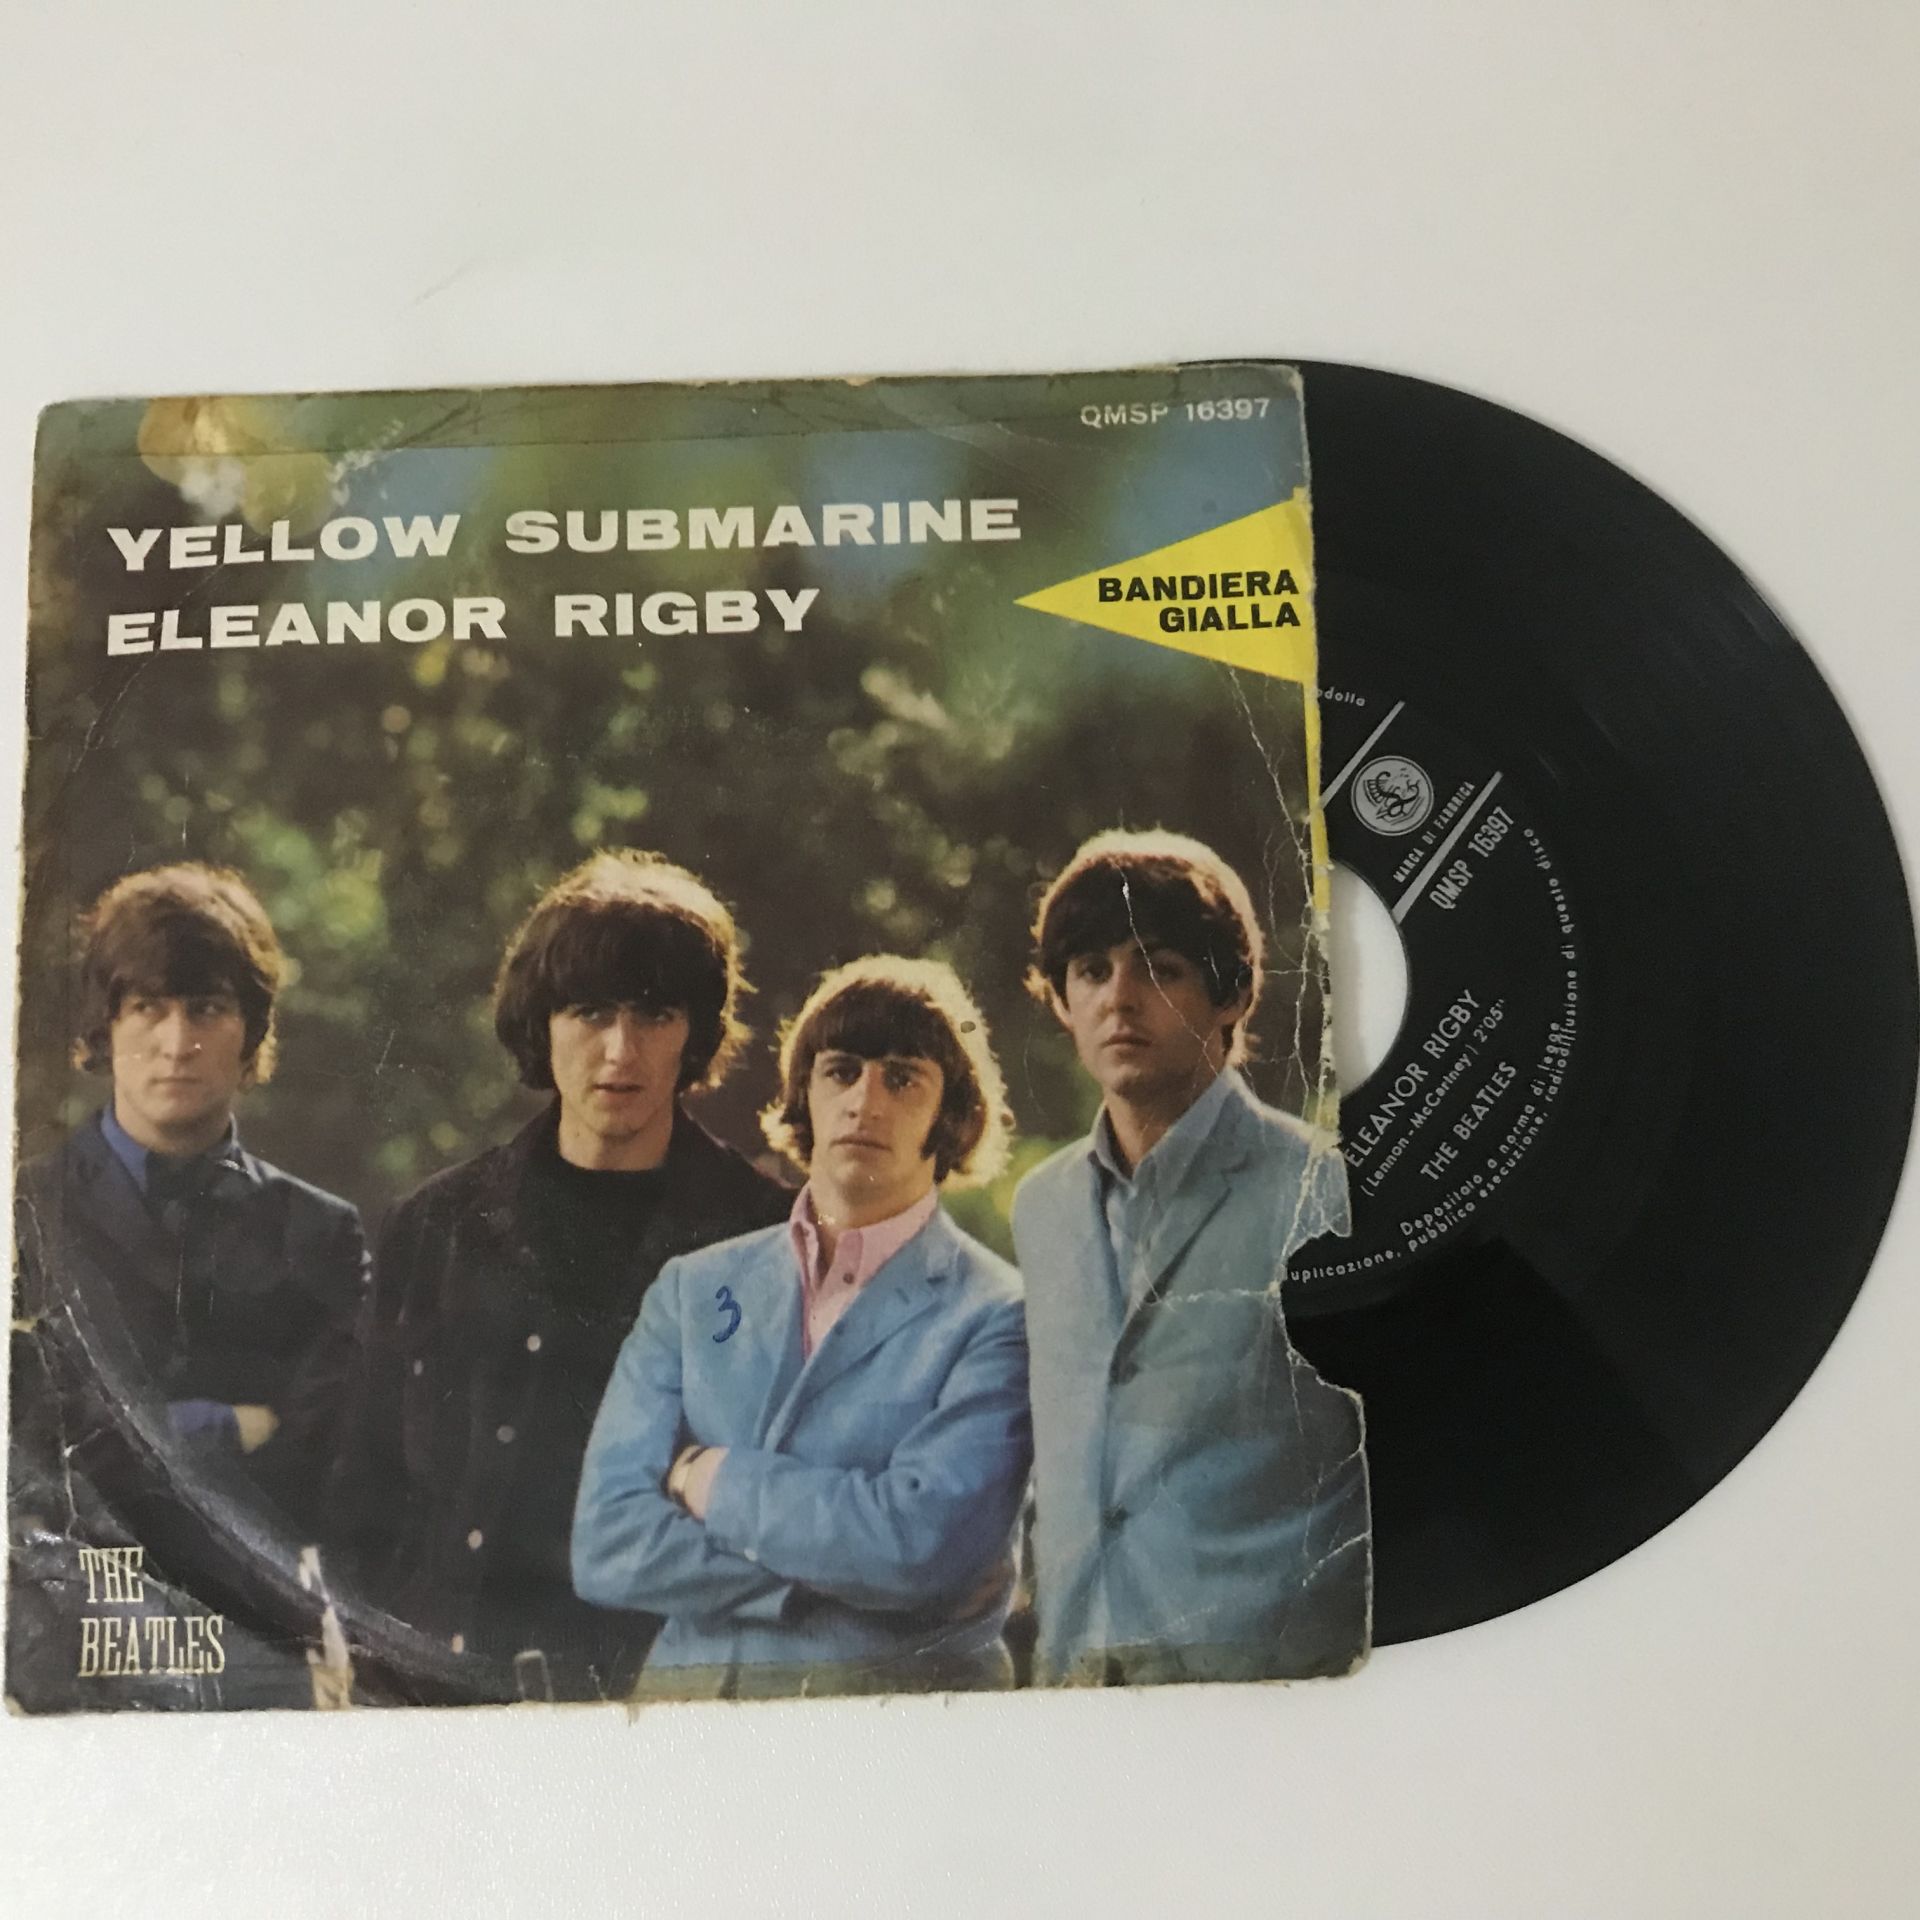 QMSP 16397
YELLOW SUBMARINE
ELEANOR RIGBY
BANDIERA
GIALLA
3
THE
BEATLES
MARCA DI FABBRICA
QMSP 16397
ELEANOR RIGBY
(Lennon - McCartney) 2'05"
THE BEATLES
Depositato a norma di legge
pubblica esecuzione, radiodiffusione di questo disco